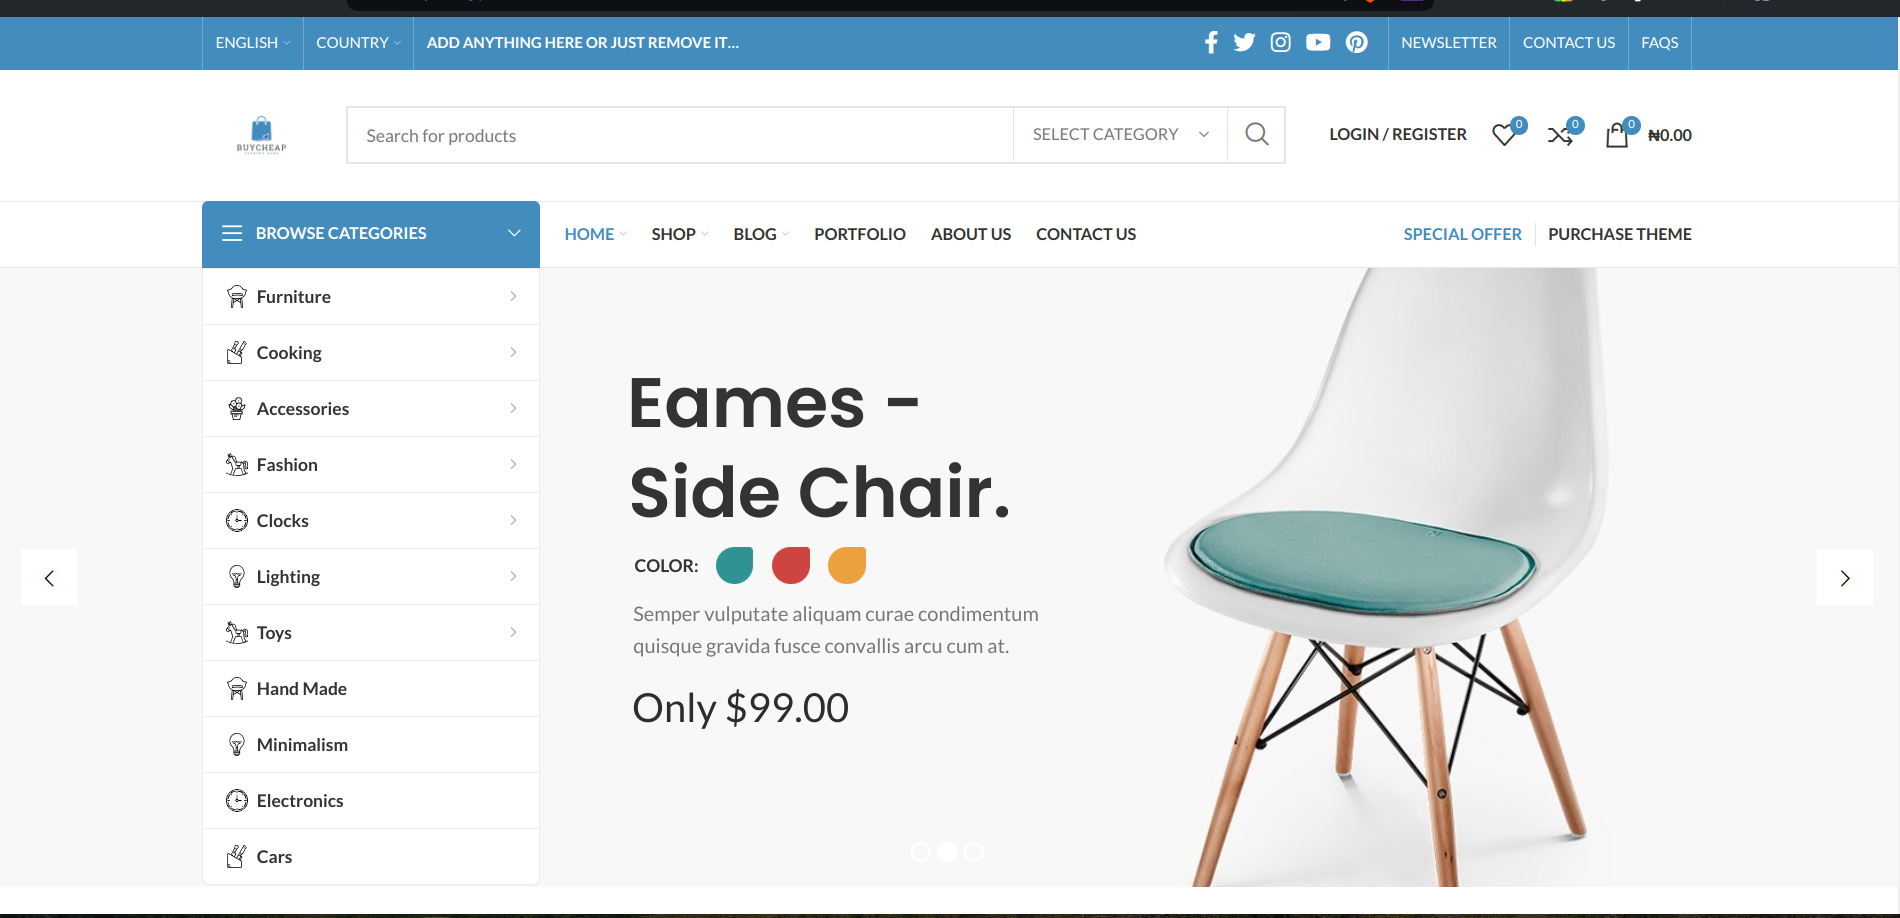 ENGLISH
COUNTRY
ADD ANYTHING HERE OR JUST REMOVE IT...
NEWSLETTER
CONTACT US
FAQS
BUYCHEAP
Search for products
SELECT CATEGORY
LOGIN / REGISTER
0
0
0
₦0.00
BROWSE CATEGORIES
HOME
SHOP
BLOG
PORTFOLIO
ABOUT US
CONTACT US
SPECIAL OFFER
PURCHASE THEME
Furniture
Cooking
Accessories
Fashion
Clocks
Lighting
Toys
Hand Made
Minimalism
Electronics
Cars
Eames -
Side Chair.
COLOR:
Semper vulputate aliquam curae condimentum
quisque gravida fusce convallis arcu cum at.
Only $99.00